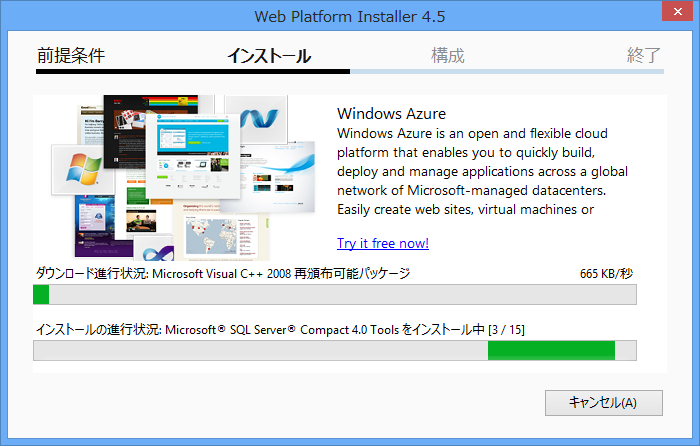 Web Platform Installer 4.5
前提条件 インストール 構成 終了
Windows Azure
Windows Azure is an open and flexible cloud
platform that enables you to quickly build,
deploy and manage applications across a global
network of Microsoft-managed datacenters.
Easily create web sites, virtual machines or
Try it free now!
ダウンロード進行状況: Microsoft Visual C++ 2008 再頒布可能パッケージ 665 KB/秒
インストールの進行状況: Microsoft® SQL Server® Compact 4.0 Tools をインストール中 [3 / 15]
キャンセル(A)